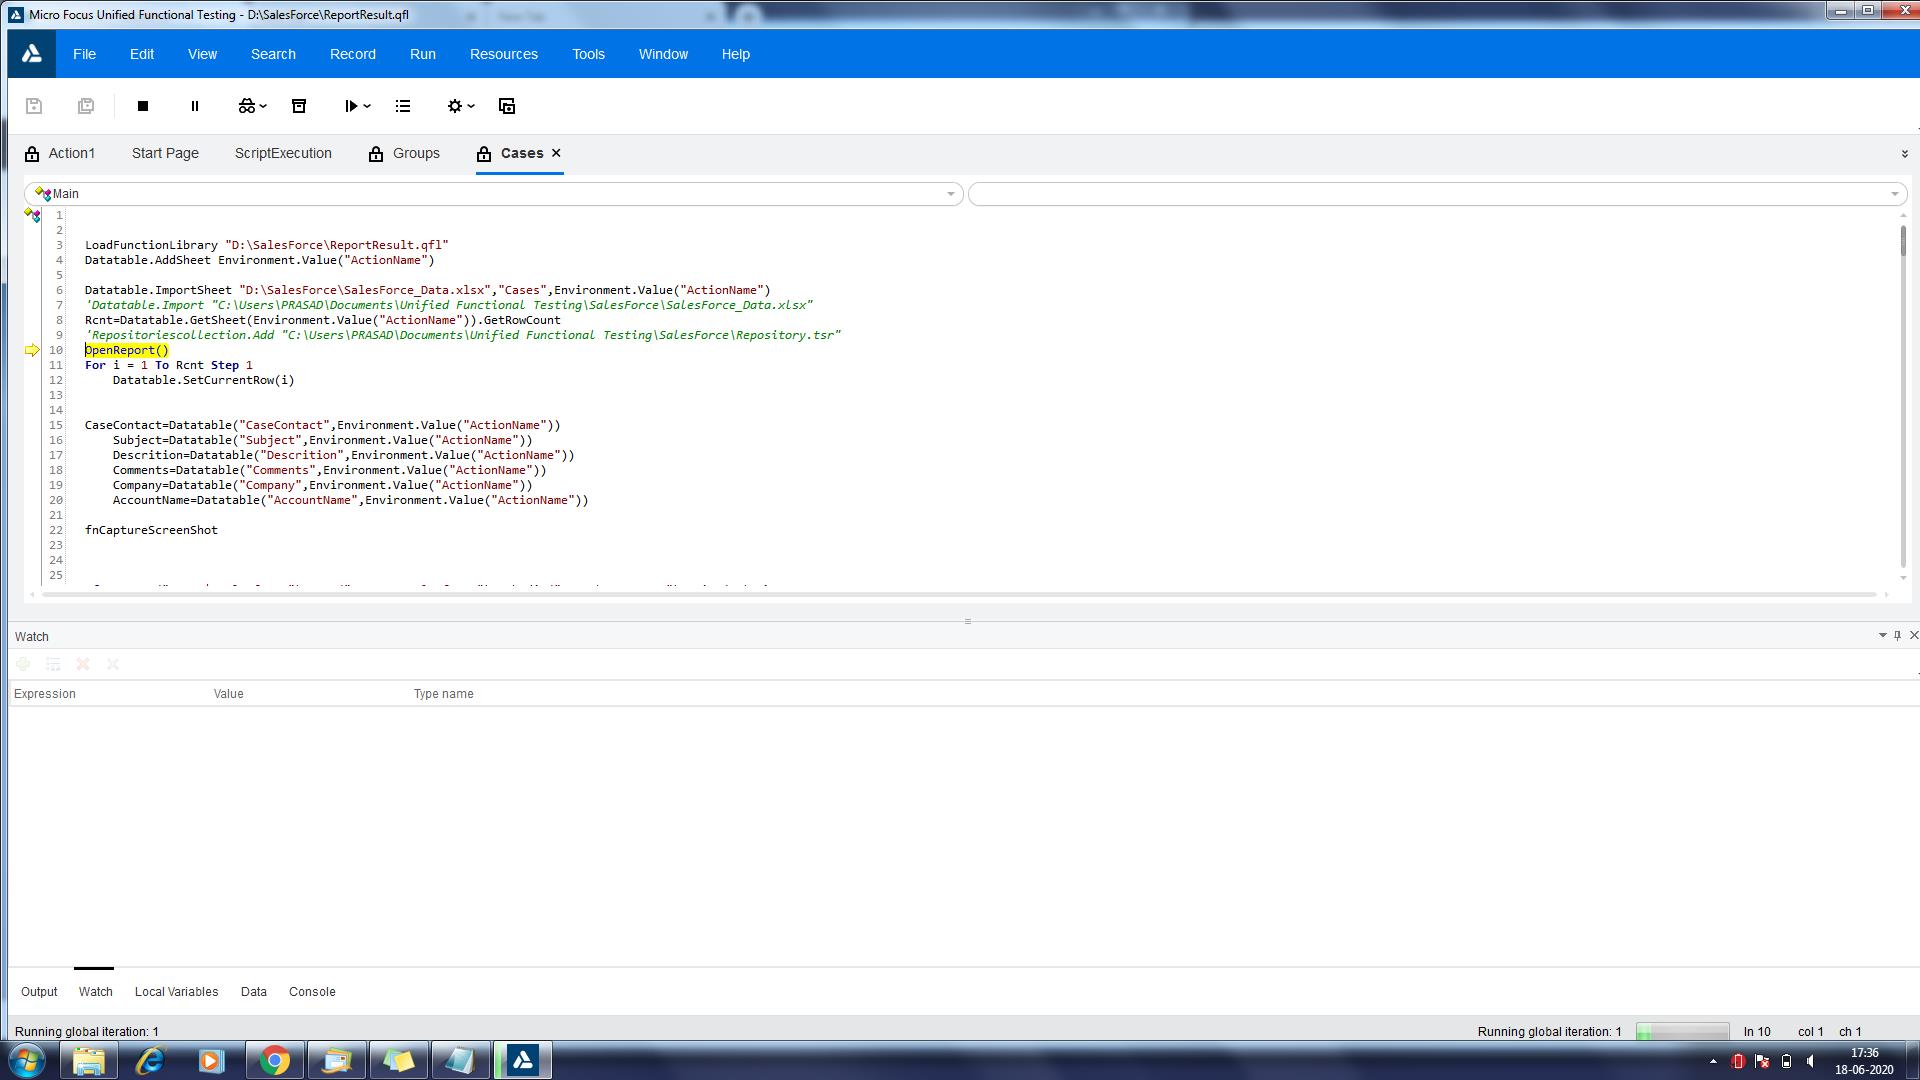 Micro Focus Unified Functional Testing - D:\SalesForce\ReportResult.qfl
File Edit View Search Record Run Resources Tools Window Help
Action1 Start Page ScriptExecution Groups Cases
Main
1
2
3 LoadFunctionLibrary "D:\SalesForce\ReportResult.qfl"
4 Datatable.AddSheet Environment.Value("ActionName")
5
6 Datatable.ImportSheet "D:\SalesForce\SalesForce_Data.xlsx","Cases",Environment.Value("ActionName")
7 'Datatable.Import "C:\Users\PRASAD\Documents\Unified Functional Testing\SalesForce\SalesForce_Data.xlsx"
8 Rcnt=Datatable.GetSheet(Environment.Value("ActionName")).GetRowCount
9 'Repositoriescollection.Add "C:\Users\PRASAD\Documents\Unified Functional Testing\SalesForce\Repository.tsr"
10 OpenReport()
11 For i = 1 To Rcnt Step 1
12 Datatable.SetCurrentRow(i)
13
14
15 CaseContact=Datatable("CaseContact",Environment.Value("ActionName"))
16 Subject=Datatable("Subject",Environment.Value("ActionName"))
17 Descrition=Datatable("Descrition",Environment.Value("ActionName"))
18 Comments=Datatable("Comments",Environment.Value("ActionName"))
19 Company=Datatable("Company",Environment.Value("ActionName"))
20 AccountName=Datatable("AccountName",Environment.Value("ActionName"))
21
22 fnCaptureScreenShot
23
24
25
Watch
Expression Value Type name
Output Watch Local Variables Data Console
Running global iteration: 1 Running global iteration: 1 ln 10 col 1 ch 1
17:36
18-06-2020